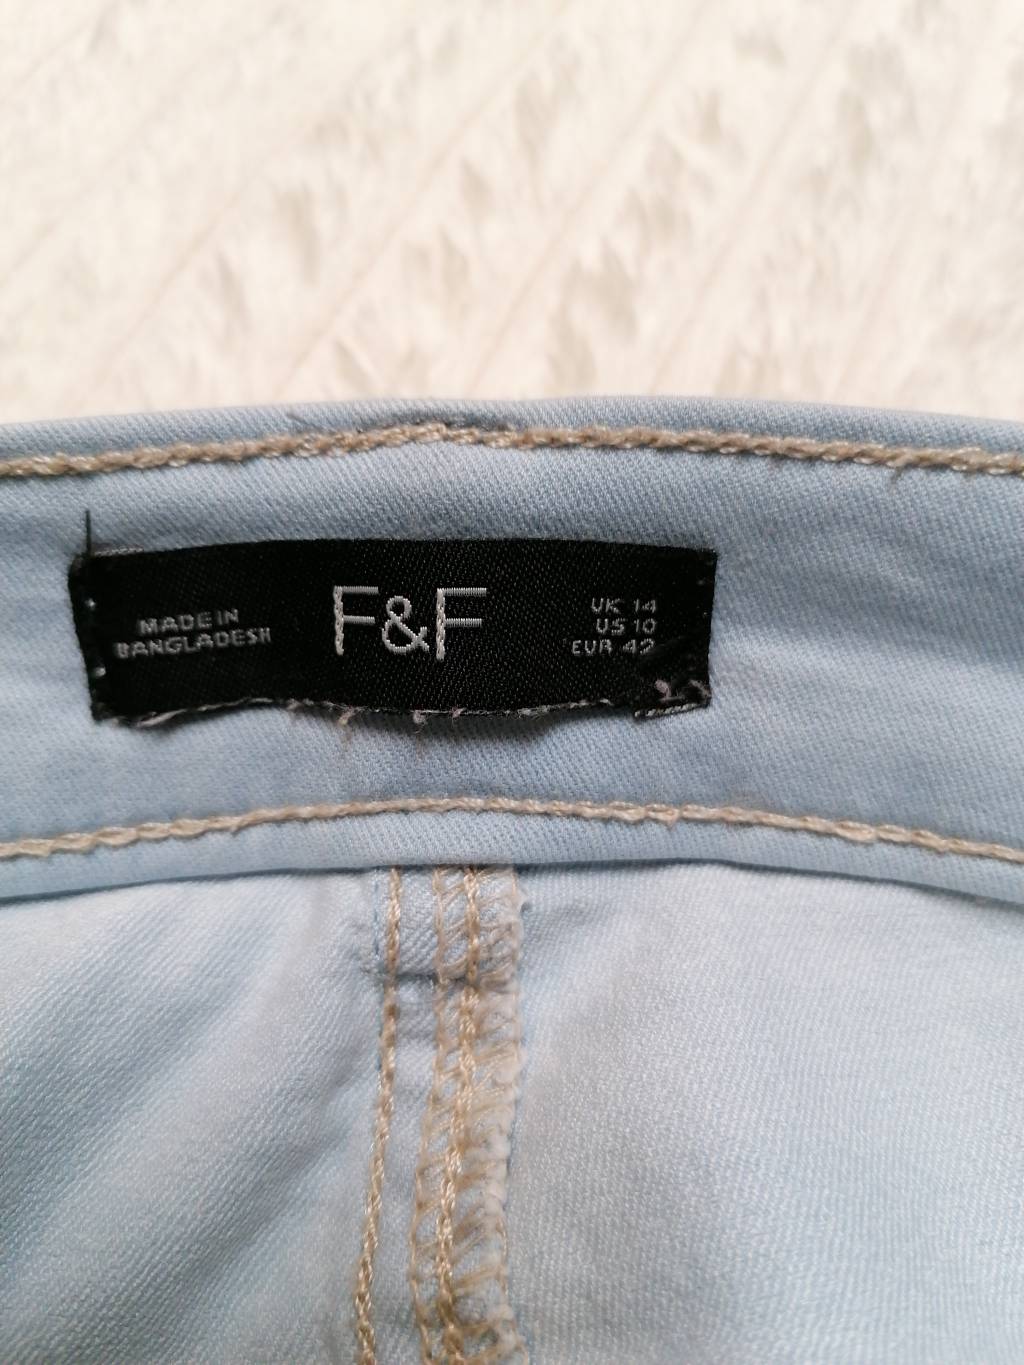 MADE IN
BANGLADESH
F&F
UK 14
US 10
EUR 42